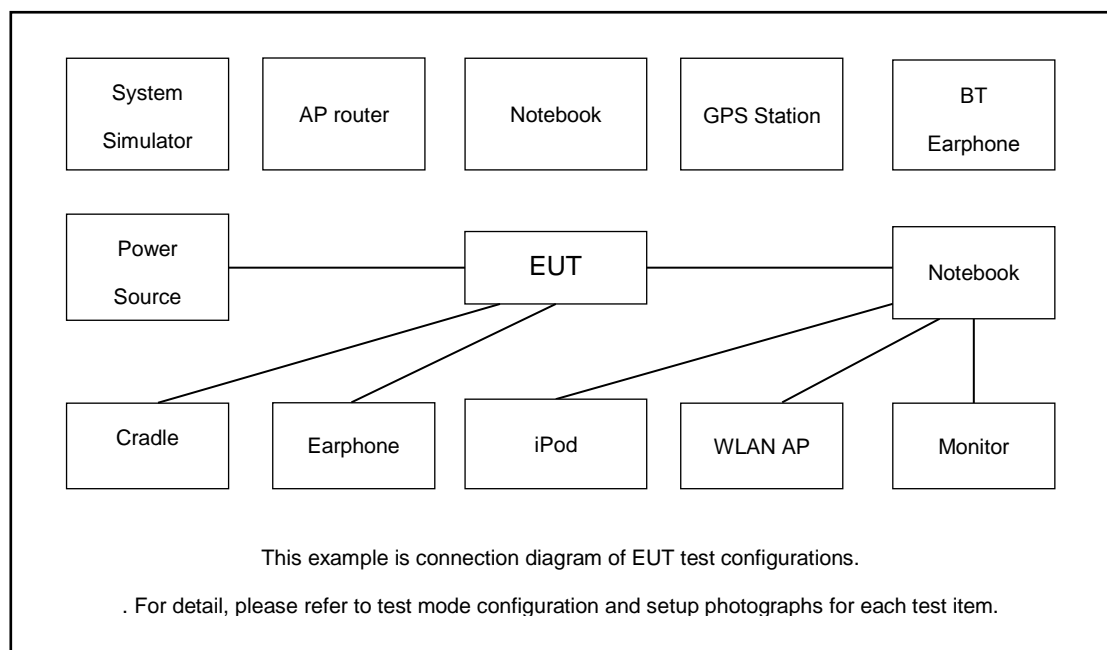 System
Simulator
AP router
Notebook
GPS Station
BT
Earphone
Power
Source
EUT
Notebook
Cradle
Earphone
iPod
WLAN AP
Monitor
This example is connection diagram of EUT test configurations.
. For detail, please refer to test mode configuration and setup photographs for each test item.